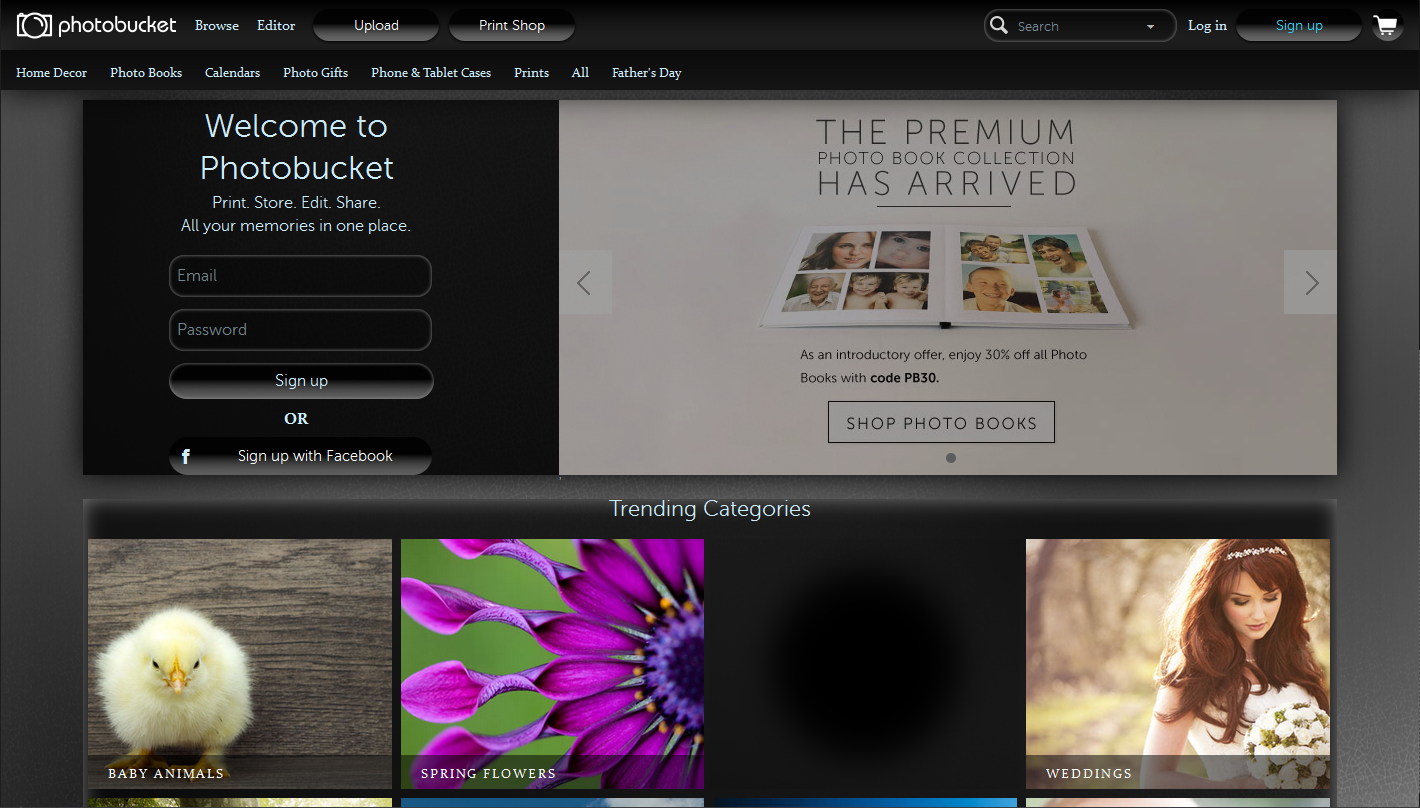 photobucket
Browse
Editor
Upload
Print Shop
Search
Log in
Sign up
Home Decor
Photo Books
Calendars
Photo Gifts
Phone & Tablet Cases
Prints
All
Father's Day
Welcome to
Photobucket
Print. Store. Edit. Share.
All your memories in one place.
Email
Password
Sign up
OR
f
Sign up with Facebook
THE PREMIUM
PHOTO BOOK COLLECTION
HAS ARRIVED
As an introductory offer, enjoy 30% off all Photo
Books with code PB30.
SHOP PHOTO BOOKS
Trending Categories
BABY ANIMALS
SPRING FLOWERS
WEDDINGS